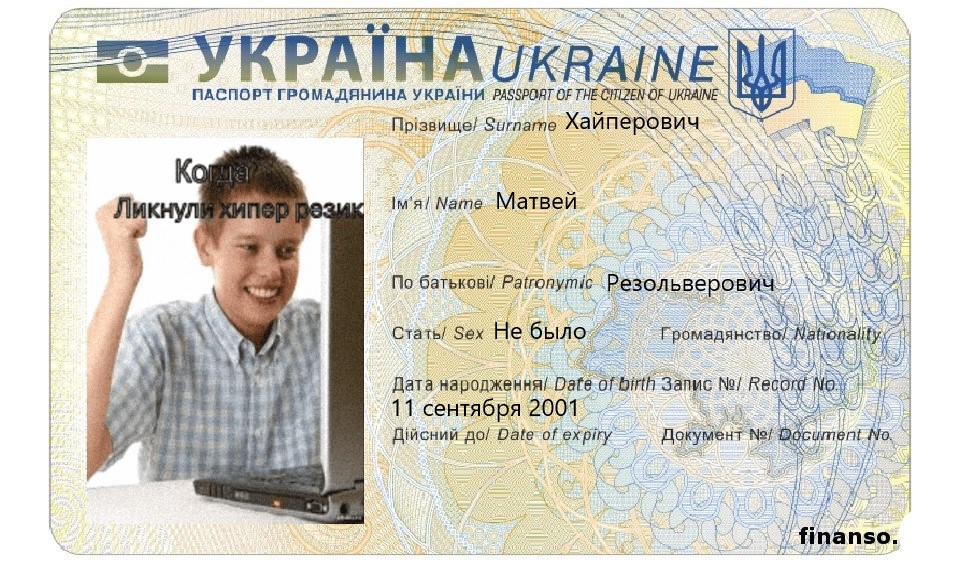 УКРАЇНА UKRAINE
ПАСПОРТ ГРОМАДЯНИНА УКРАЇНИ PASSPORT OF THE CITIZEN OF UKRAINE
Прізвище/ Surname Хайперович
Когда
Ликнули хипер резик
Ім'я/ Name Матвей
По батькові/ Patronymic Резольверович
Стать/ Sex Не было Громадянство/ Nationality
Дата народження/ Date of birth Запис №/ Record No.
11 сентября 2001
Дійсний до/ Date of expiry Документ №/ Document No.
finanso.